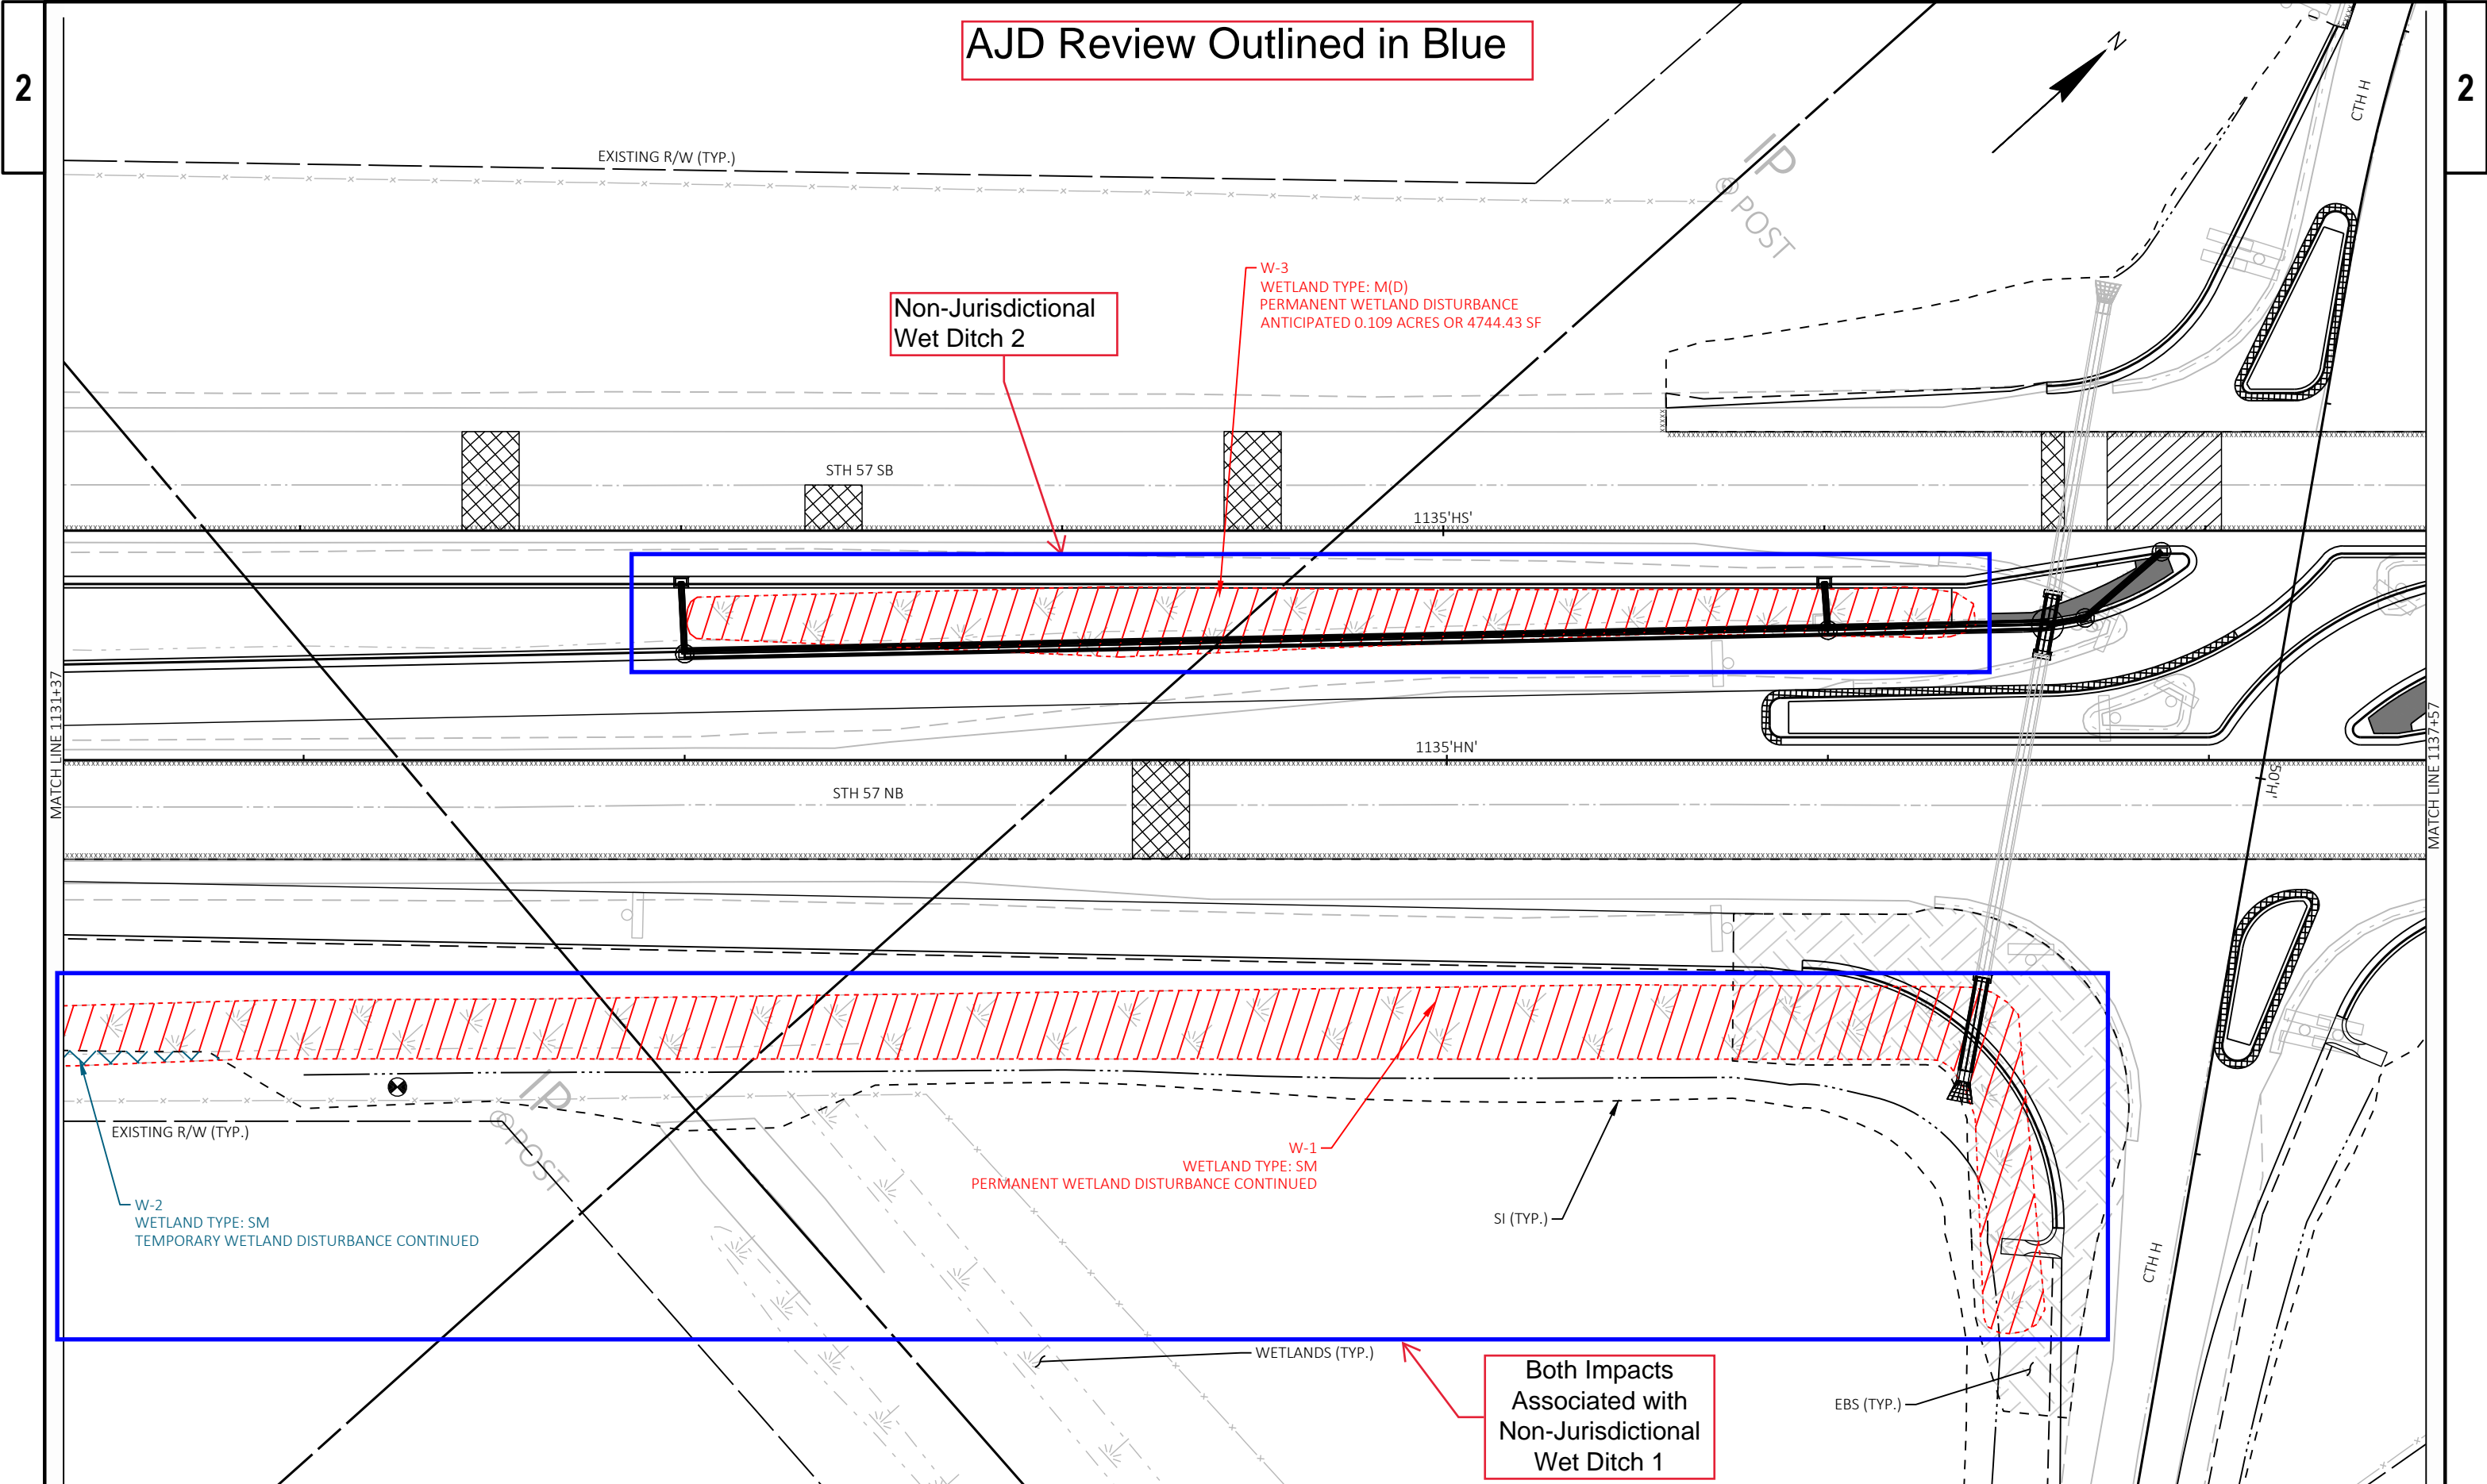 2
AJD Review Outlined in Blue
2
N
CTH H
EXISTING R/W (TYP.)
IP
POST
W-3
WETLAND TYPE: M(D)
PERMANENT WETLAND DISTURBANCE
ANTICIPATED 0.109 ACRES OR 4744.43 SF
Non-Jurisdictional
Wet Ditch 2
STH 57 SB
1135'HS'
MATCH LINE 1131+37
MATCH LINE 1137+57
1135'HN'
50'H'
STH 57 NB
IP
POST
EXISTING R/W (TYP.)
W-1
WETLAND TYPE: SM
PERMANENT WETLAND DISTURBANCE CONTINUED
W-2
WETLAND TYPE: SM
TEMPORARY WETLAND DISTURBANCE CONTINUED
SI (TYP.)
CTH H
WETLANDS (TYP.)
Both Impacts
Associated with
Non-Jurisdictional
Wet Ditch 1
EBS (TYP.)